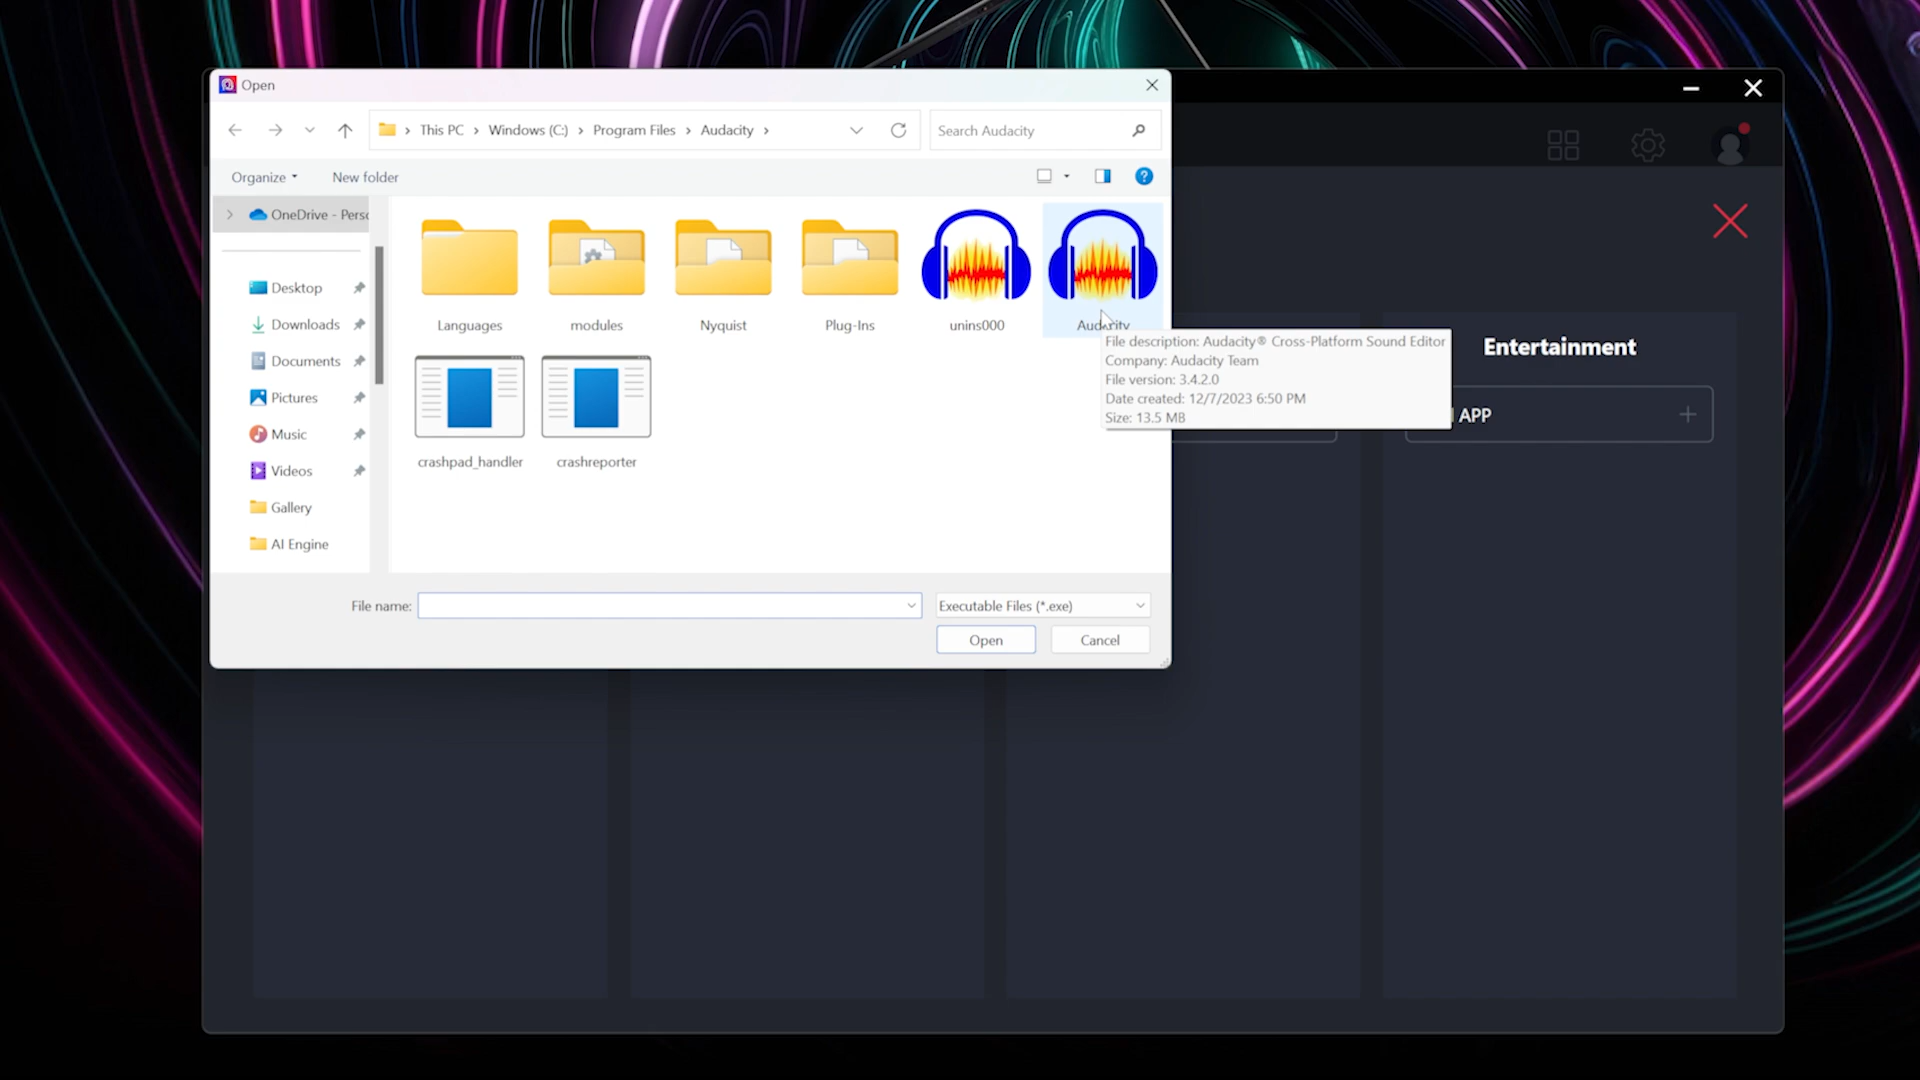 Open
This PC > Windows (C:) > Program Files > Audacity >
Search Audacity
Organize
New folder
OneDrive - Perso
Desktop
Downloads
Documents
Pictures
Music
Videos
Gallery
AI Engine
Languages
modules
Nyquist
Plug-Ins
unins000
Audacity
crashpad_handler
crashreporter
File description: Audacity® Cross-Platform Sound Editor
Company: Audacity Team
File version: 3.4.2.0
Date created: 12/7/2023 6:50 PM
Size: 13.5 MB
Entertainment
APP
File name:
Executable Files (*.exe)
Open
Cancel